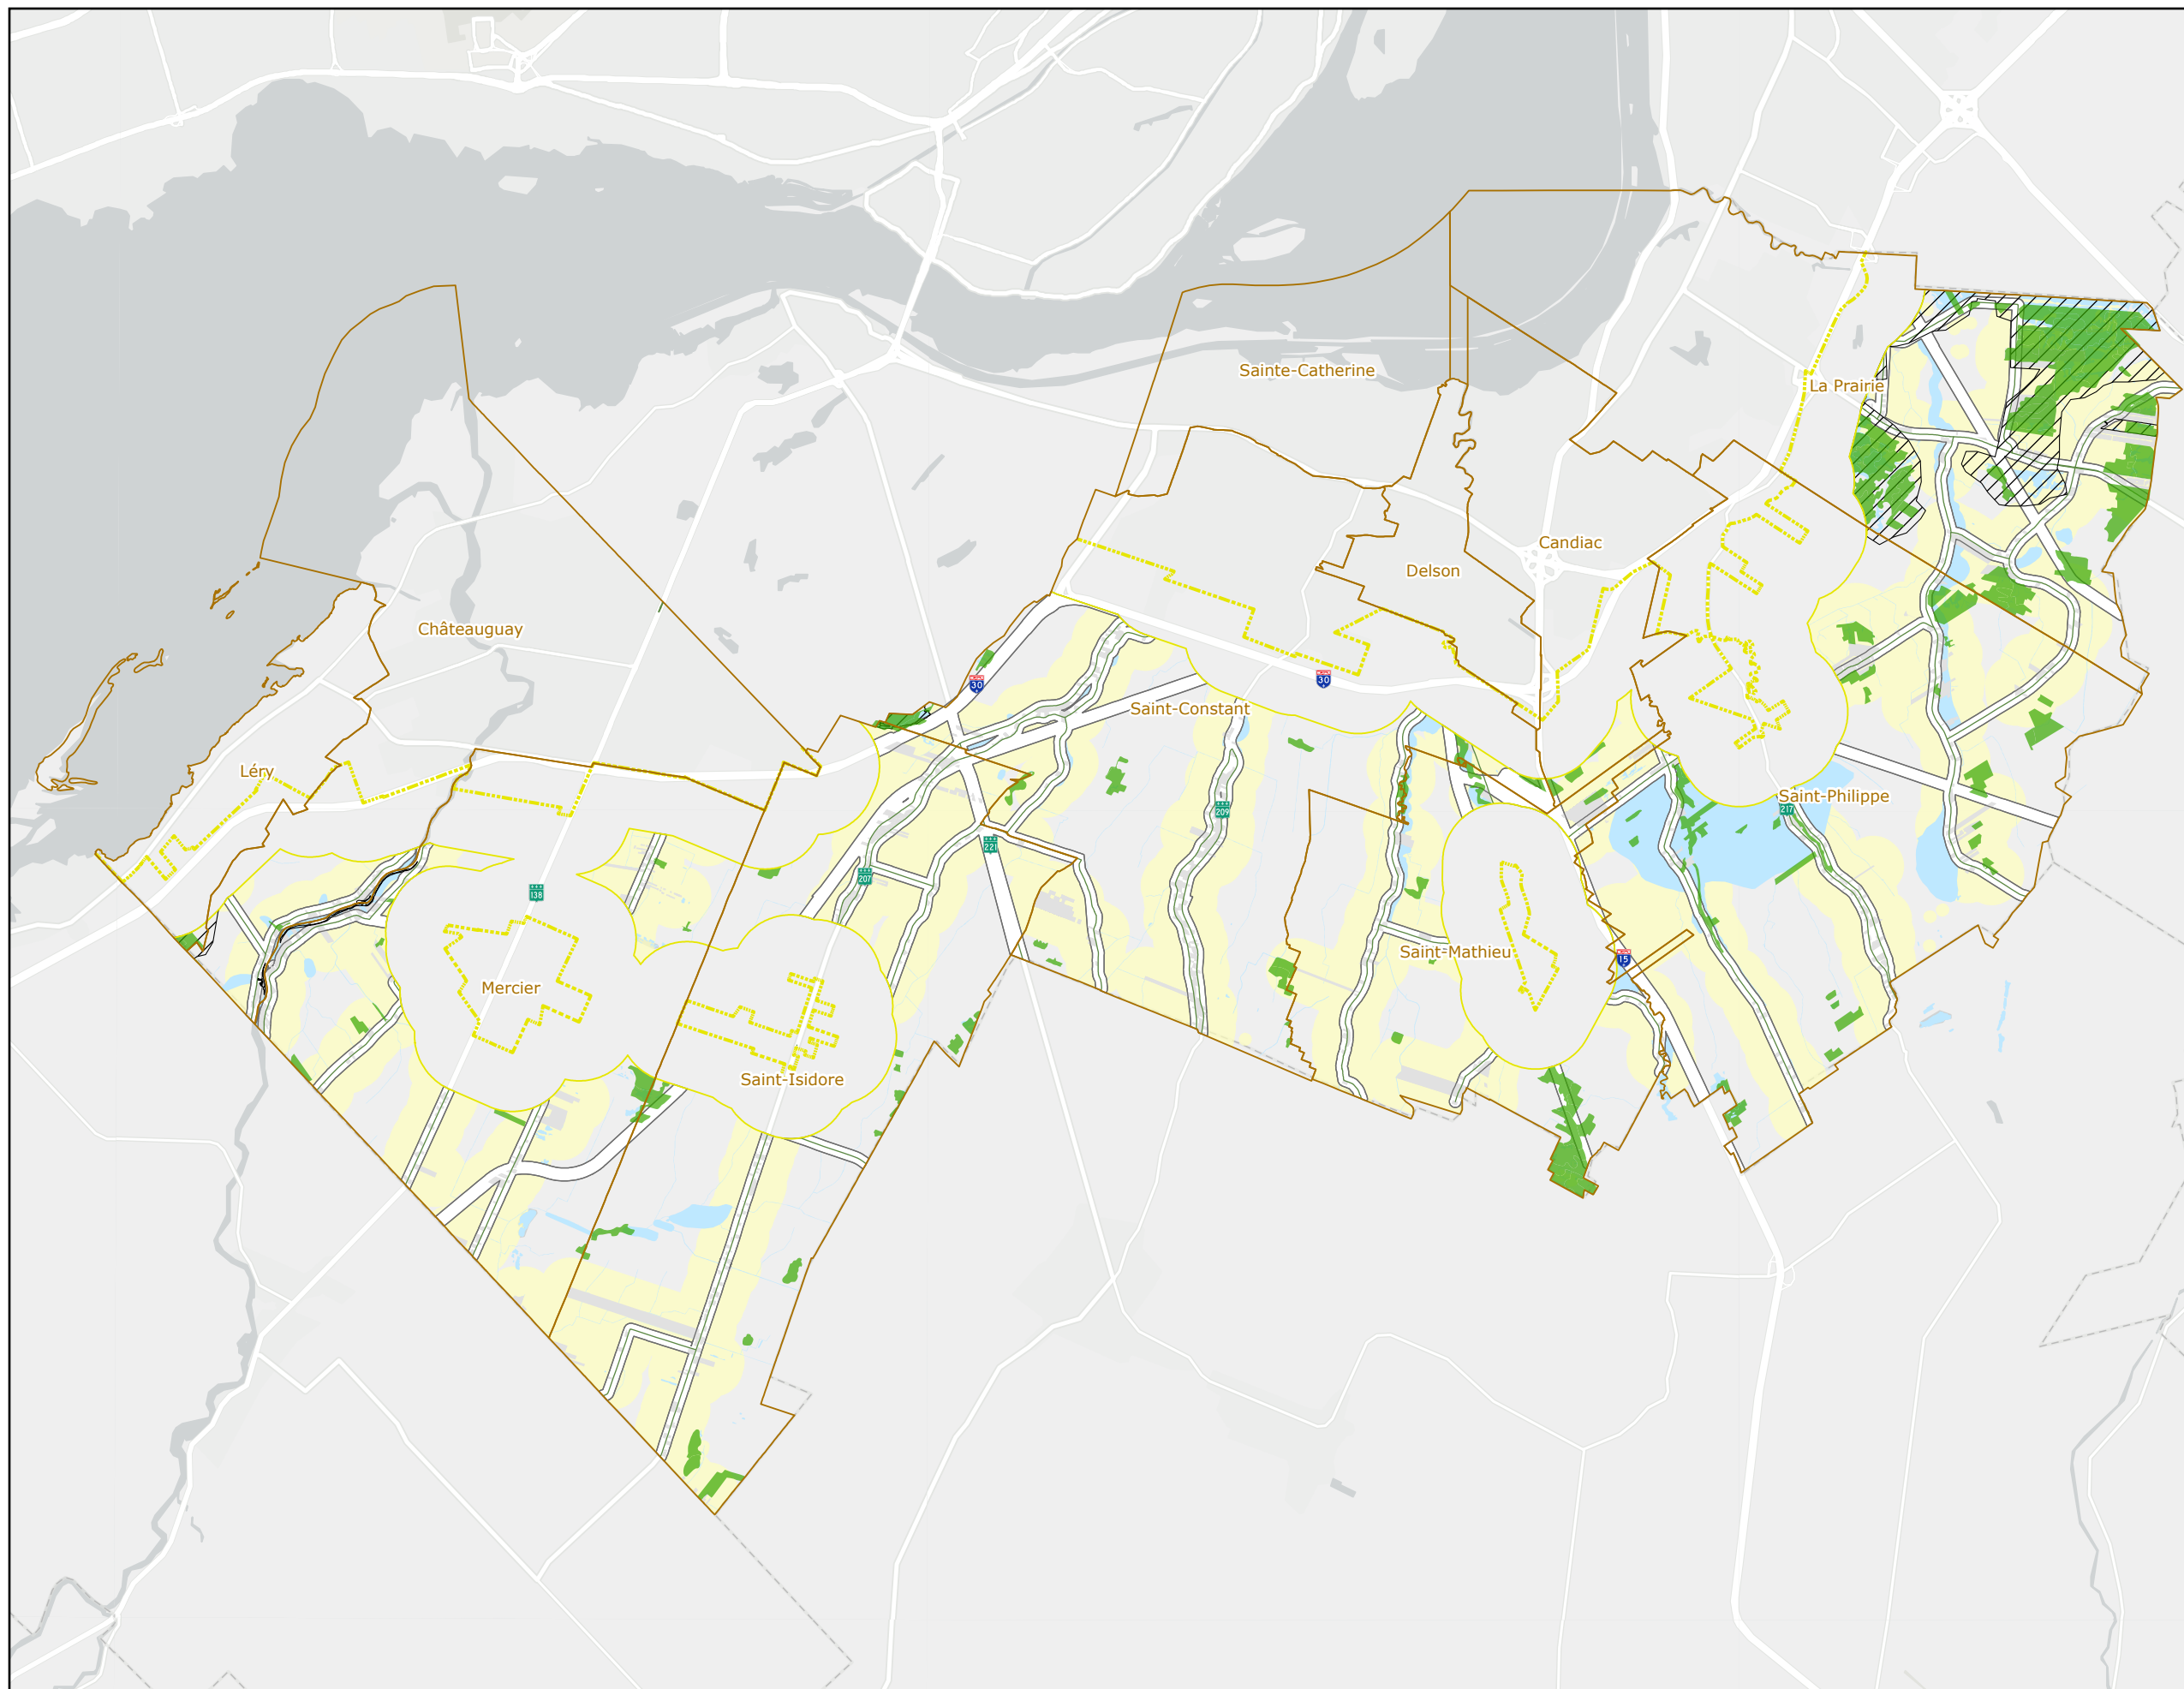 Sainte-Catherine
La Prairie
Candiac
Delson
Châteauguay
30
30
Saint-Constant
Léry
Saint-Philippe
217
209
221
207
138
Saint-Mathieu
15
Mercier
Saint-Isidore